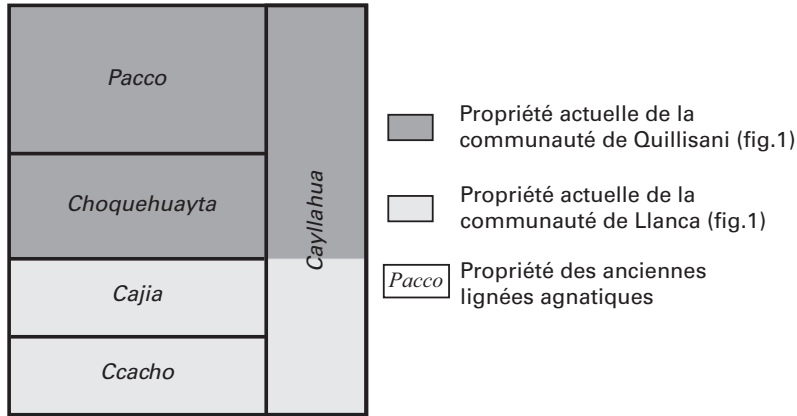 Pacco
Choquehuayta
Cajia
Ccacho
Cayllahua
Propriété actuelle de la
communauté de Quillisani (fig.1)
Propriété actuelle de la
communauté de Llanca (fig.1)
Pacco
Propriété des anciennes
lignées agnatiques